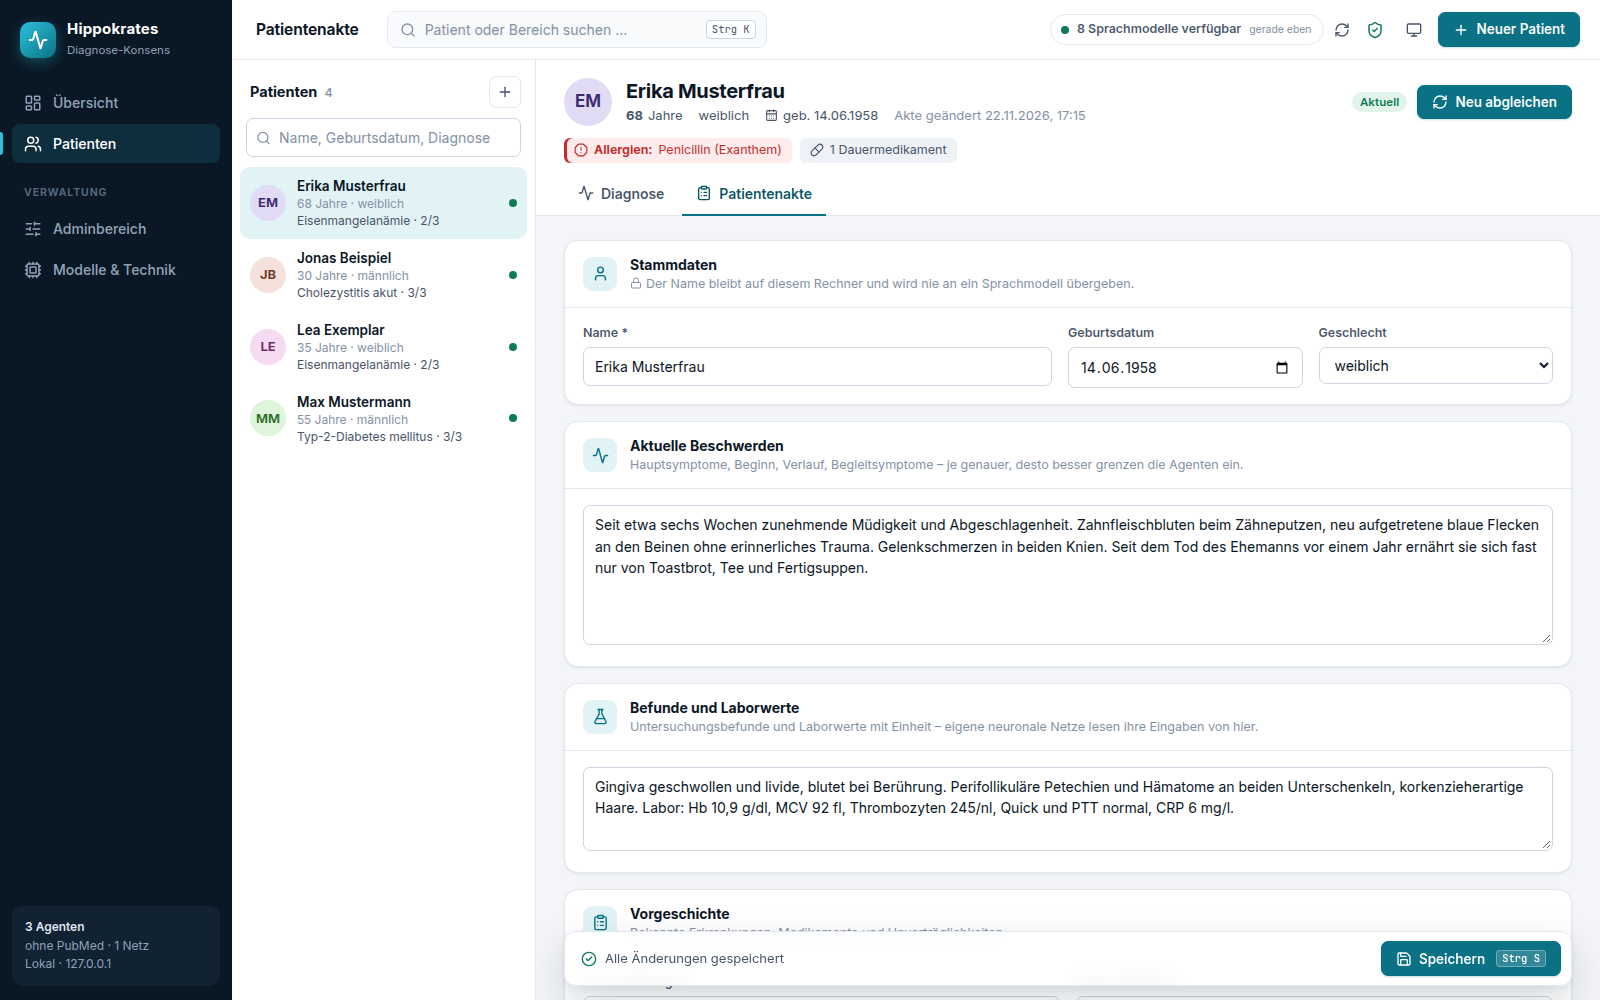 Hippokrates
Diagnose-Konsens
Übersicht
Patienten
VERWALTUNG
Adminbereich
Modelle & Technik
3 Agenten
ohne PubMed · 1 Netz
Lokal · 127.0.0.1
Patientenakte
Patient oder Bereich suchen ...
Strg K
8 Sprachmodelle verfügbar gerade eben
Neuer Patient
Patienten 4
Name, Geburtsdatum, Diagnose
EM
Erika Musterfrau
68 Jahre · weiblich
Eisenmangelanämie · 2/3
JB
Jonas Beispiel
30 Jahre · männlich
Cholezystitis akut · 3/3
LE
Lea Exemplar
35 Jahre · weiblich
Eisenmangelanämie · 2/3
MM
Max Mustermann
55 Jahre · männlich
Typ-2-Diabetes mellitus · 3/3
EM
Erika Musterfrau
68 Jahre weiblich geb. 14.06.1958 Akte geändert 22.11.2026, 17:15
Aktuell
Neu abgleichen
Allergien: Penicillin (Exanthem)
1 Dauermedikament
Diagnose
Patientenakte
Stammdaten
Der Name bleibt auf diesem Rechner und wird nie an ein Sprachmodell übergeben.
Name *
Geburtsdatum
Geschlecht
Erika Musterfrau
14.06.1958
weiblich
Aktuelle Beschwerden
Hauptsymptome, Beginn, Verlauf, Begleitsymptome – je genauer, desto besser grenzen die Agenten ein.
Seit etwa sechs Wochen zunehmende Müdigkeit und Abgeschlagenheit. Zahnfleischbluten beim Zähneputzen, neu aufgetretene blaue Flecken
an den Beinen ohne erinnerliches Trauma. Gelenkschmerzen in beiden Knien. Seit dem Tod des Ehemanns vor einem Jahr ernährt sie sich fast
nur von Toastbrot, Tee und Fertigsuppen.
Befunde und Laborwerte
Untersuchungsbefunde und Laborwerte mit Einheit – eigene neuronale Netze lesen ihre Eingaben von hier.
Gingiva geschwollen und livide, blutet bei Berührung. Perifollikuläre Petechien und Hämatome an beiden Unterschenkeln, korkenzieherartige
Haare. Labor: Hb 10,9 g/dl, MCV 92 fl, Thrombozyten 245/nl, Quick und PTT normal, CRP 6 mg/l.
Vorgeschichte
Alle Änderungen gespeichert
Speichern Strg S